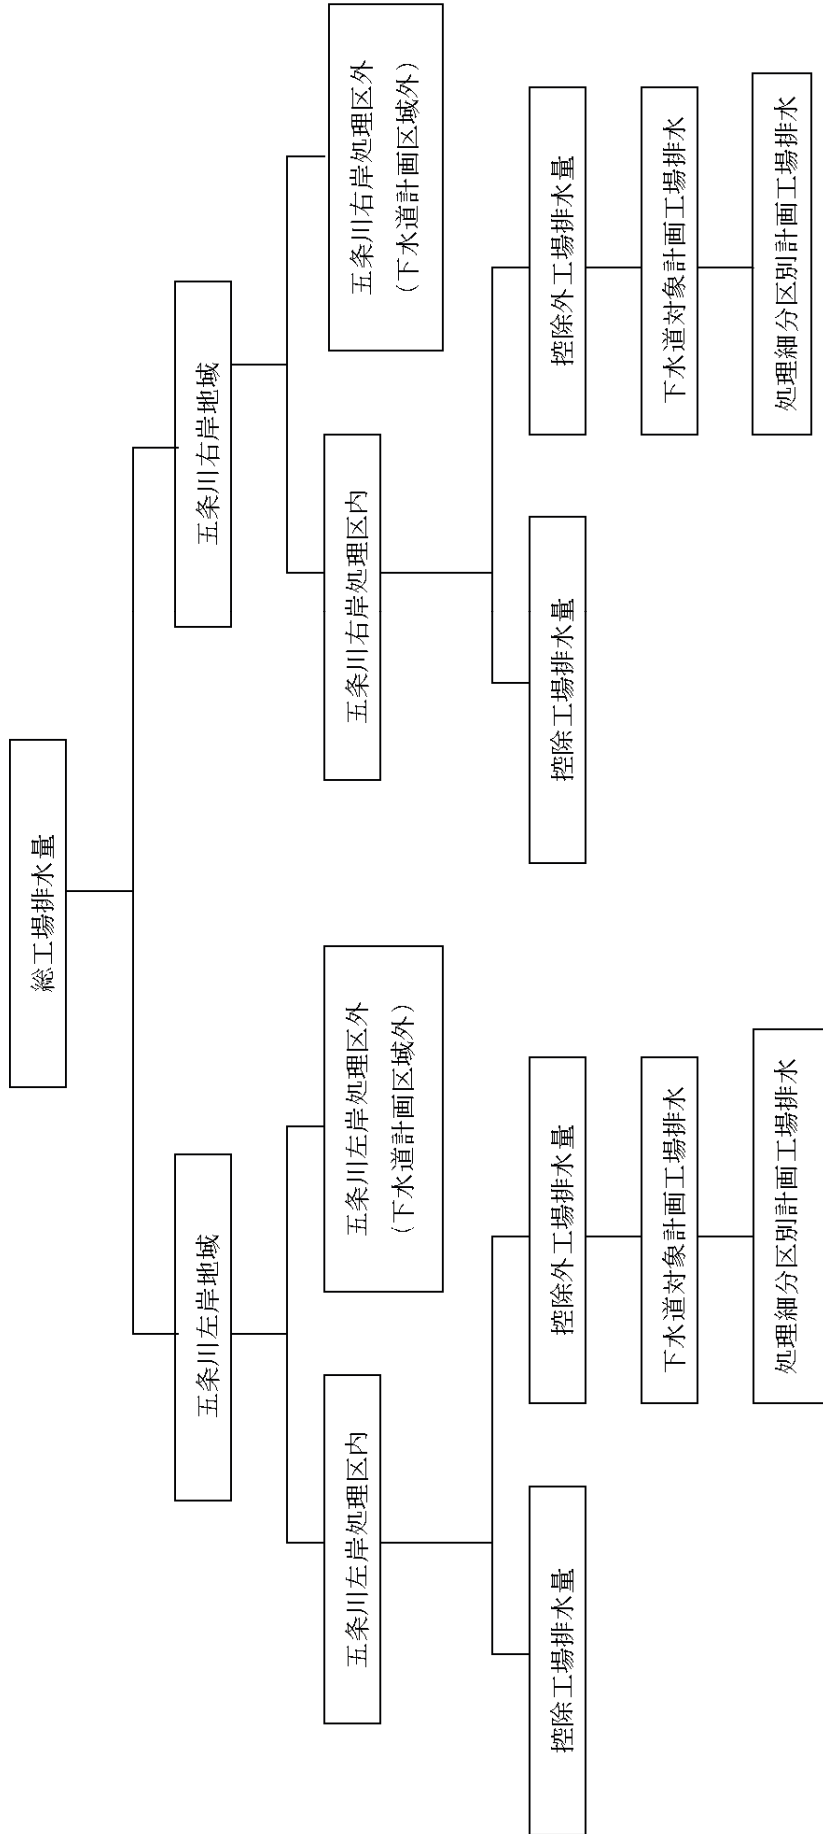 総工場排水量
五条川左岸地域
五条川右岸地域
五条川左岸処理区内
五条川左岸処理区外
（下水道計画区域外）
五条川右岸処理区内
五条川右岸処理区外
（下水道計画区域外）
控除工場排水量
控除外工場排水量
控除工場排水量
控除外工場排水量
下水道対象計画工場排水
下水道対象計画工場排水
処理細分区別計画工場排水
処理細分区別計画工場排水